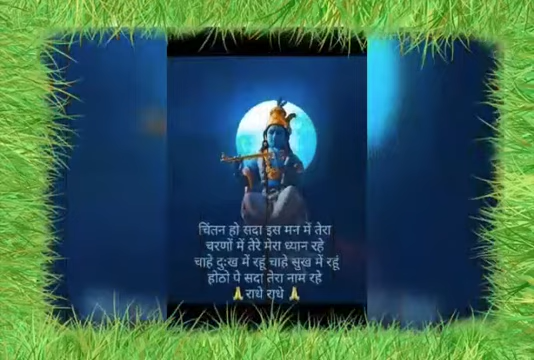 चिंतन हो सदा इस मन में तेरा
चरणों में तेरे मेरा ध्यान रहे
चाहे दुःख में रहूं चाहे सुख में रहूं
होठो पे सदा तेरा नाम रहे
🙏 राधे राधे 🙏